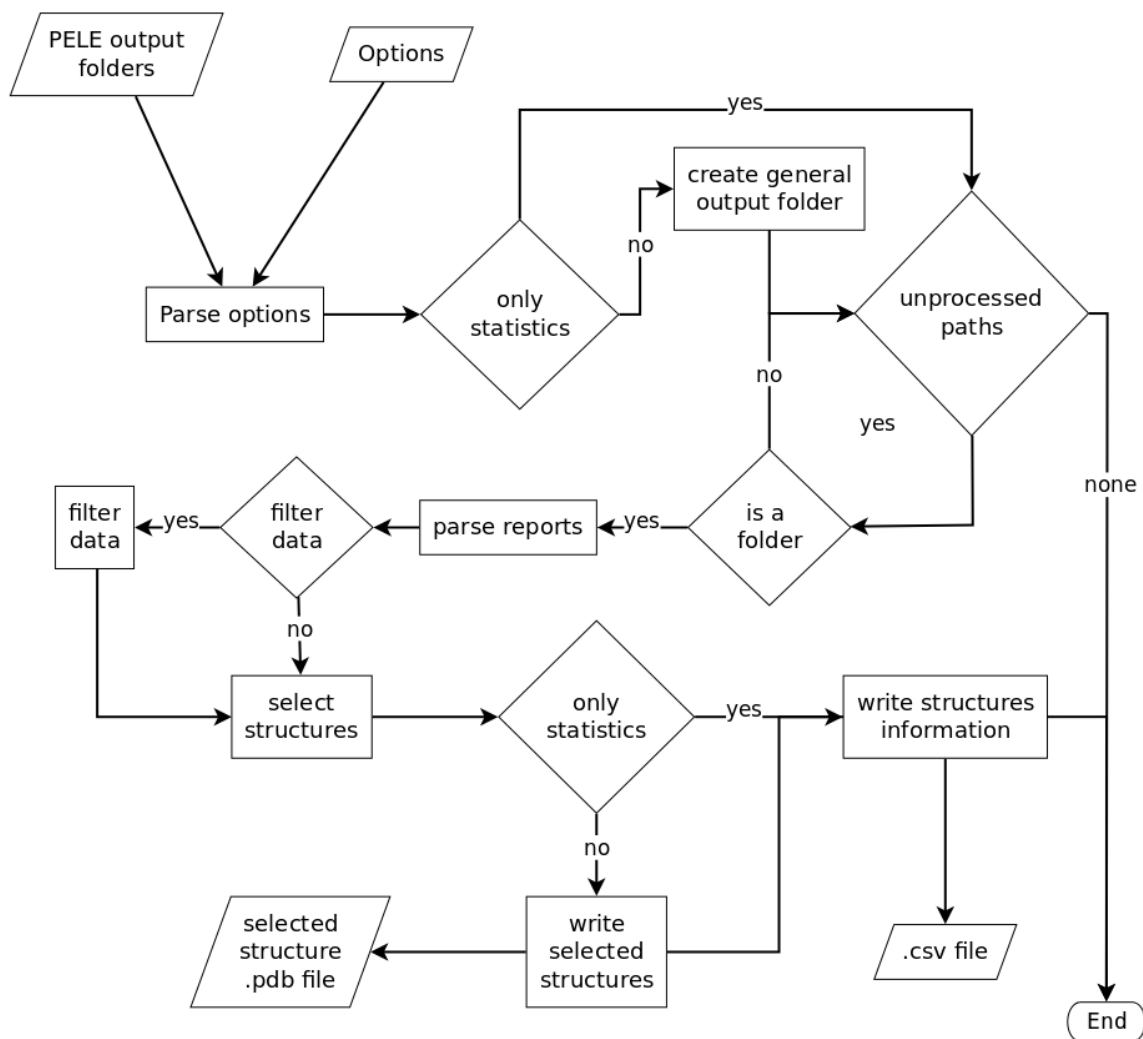 PELE output
folders
Options
yes
create general
output folder
no
only
statistics
Parse options
unprocessed
paths
no
yes
none
filter
data
yes
filter
data
parse reports
yes
is a
folder
no
select
structures
only
statistics
yes
write structures
information
no
selected
structure
.pdb file
write
selected
structures
.csv file
End